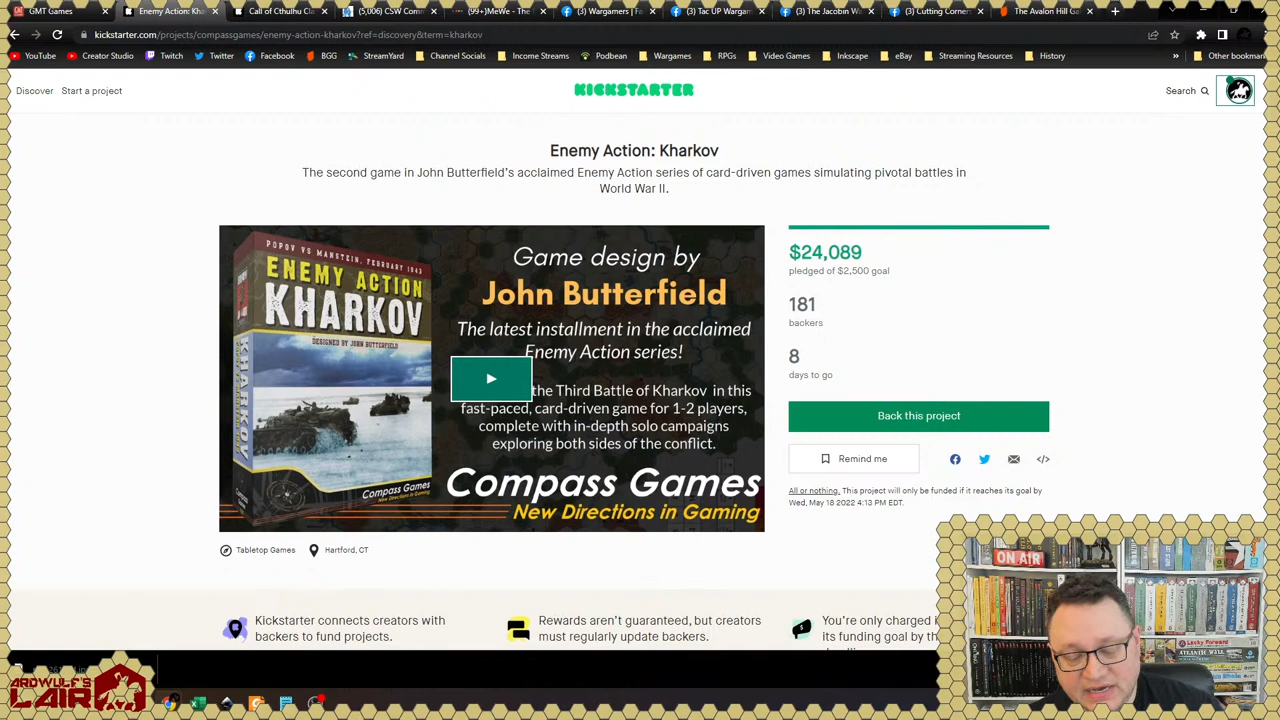 GMT Games
Enemy Action: Kh
Call of Cthulhu Cla
(5,006) CSW Com
(99+)MeWe - The
(3) Wargamers | Fa
(3) Tac UP Wargam
(3) The Jacobin Wa
(3) Cutting Corners
The Avalon Hill Ga
kickstarter.com/projects/compassgames/enemy-action-kharkov?ref=discovery&term=kharkov
YouTube
Creator Studio
Twitch
Twitter
Facebook
BGG
StreamYard
Channel Socials
Income Streams
Podbean
Wargames
RPGs
Video Games
Inkscape
eBay
Streaming Resources
History
»
Other bookmar
Discover
Start a project
KICKSTARTER
Search
Enemy Action: Kharkov
The second game in John Butterfield's acclaimed Enemy Action series of card-driven games simulating pivotal battles in
World War II.
POPOV VS MANSTEIN, FEBRUARY 1943
ENEMY ACTION
KHARKOV
DESIGNED BY JOHN BUTTERFIELD
KHARKOV
Compass Games
New Directions in Gaming
Game design by
John Butterfield
The latest installment in the acclaimed
Enemy Action series!
the Third Battle of Kharkov in this
fast-paced, card-driven game for 1-2 players,
complete with in-depth solo campaigns
exploring both sides of the conflict.
Compass Games
New Directions in Gaming
$24,089
pledged of $2,500 goal
181
backers
8
days to go
Back this project
Remind me
All or nothing. This project will only be funded if it reaches its goal by
Wed, May 18 2022 4:13 PM EDT.
Tabletop Games
Hartford, CT
Kickstarter connects creators with
backers to fund projects.
Rewards aren't guaranteed, but creators
must regularly update backers.
You're only charged i
its funding goal by th
ON AIR
ATLANTIC WALL
ARDWULF'S
LAIR